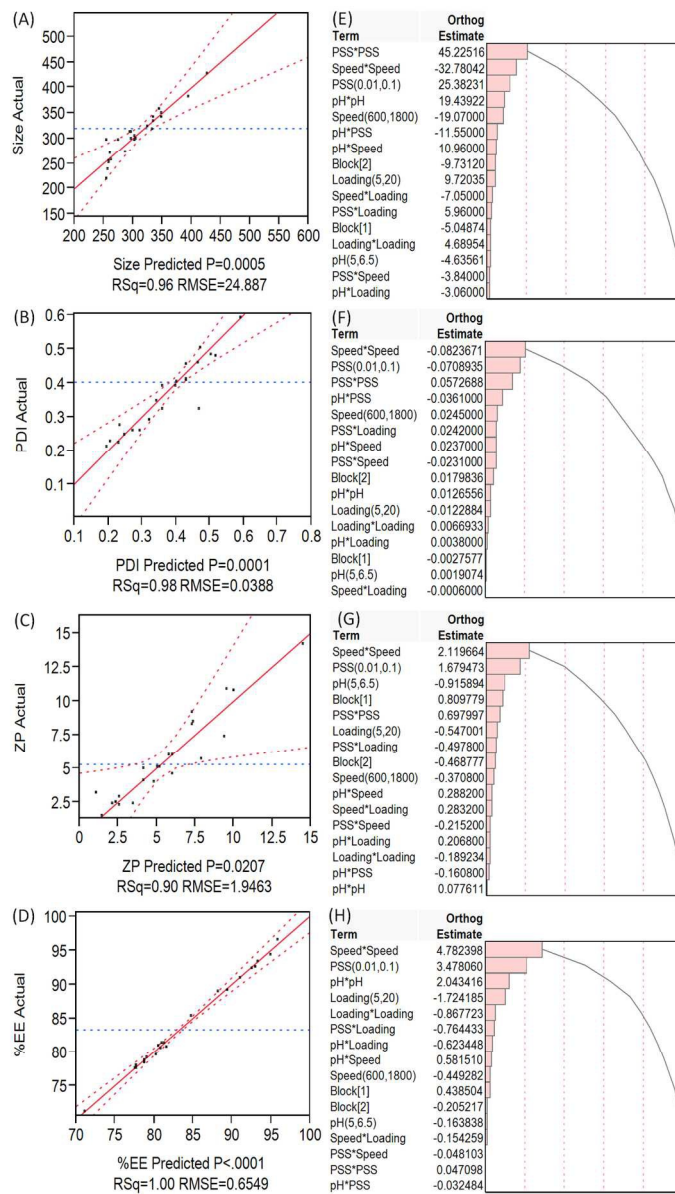 (A)
Size Actual
500
450
400
350
300
250
200
150
200 250 300 350 400 450 500 550 600
Size Predicted P=0.0005
RSq=0.96 RMSE=24.887
(E)
Orthog
Term Estimate
PSS*PSS 45.22516
Speed*Speed -32.78042
PSS(0.01,0.1) 25.38231
pH*pH 19.43922
Speed(600,1800) -19.07000
pH*PSS -11.55000
pH*Speed 10.96000
Block[2] -9.73120
Loading(5,20) 9.72035
Speed*Loading -7.05000
PSS*Loading 5.96000
Block[1] -5.04874
Loading*Loading 4.68954
pH(5,6.5) -4.63561
PSS*Speed -3.84000
pH*Loading -3.06000
(B)
PDI Actual
0.6
0.5
0.4
0.3
0.2
0.1
0.1 0.2 0.3 0.4 0.5 0.6 0.7 0.8
PDI Predicted P=0.0001
RSq=0.98 RMSE=0.0388
(F)
Orthog
Term Estimate
Speed*Speed -0.0823671
PSS(0.01,0.1) -0.0708935
PSS*PSS 0.0572688
pH*PSS -0.0361000
Speed(600,1800) 0.0245000
PSS*Loading 0.0242000
pH*Speed 0.0237000
PSS*Speed -0.0231000
Block[2] 0.0179836
pH*pH 0.0126556
Loading(5,20) -0.0122884
Loading*Loading 0.0066933
pH*Loading 0.0038000
Block[1] -0.0027577
pH(5,6.5) 0.0019074
Speed*Loading -0.0006000
(C)
ZP Actual
15
12.5
10
7.5
5
2.5
.0 2.5 5.0 7.5 10.0 12.5 15
ZP Predicted P=0.0207
RSq=0.90 RMSE=1.9463
(G)
Orthog
Term Estimate
Speed*Speed 2.119664
PSS(0.01,0.1) 1.679473
pH(5,6.5) -0.915894
Block[1] 0.809779
PSS*PSS 0.697997
Loading(5,20) -0.547001
PSS*Loading -0.497800
Block[2] -0.468777
Speed(600,1800) -0.370800
pH*Speed 0.288200
Speed*Loading 0.283200
PSS*Speed -0.215200
pH*Loading 0.206800
Loading*Loading -0.189234
pH*PSS -0.160800
pH*pH 0.077611
(D)
%EE Actual
100
95
90
85
80
75
70 75 80 85 90 95 100
%EE Predicted P<.0001
RSq=1.00 RMSE=0.6549
(H)
Orthog
Term Estimate
Speed*Speed 4.782398
PSS(0.01,0.1) 3.478060
pH*pH 2.043416
Loading(5,20) -1.724185
Loading*Loading -0.867723
PSS*Loading -0.764433
pH*Loading -0.623448
pH*Speed 0.581510
Speed(600,1800) -0.449282
Block[1] 0.438504
Block[2] -0.205217
pH(5,6.5) -0.163838
Speed*Loading -0.154259
PSS*Speed -0.048103
PSS*PSS 0.047098
pH*PSS -0.032484